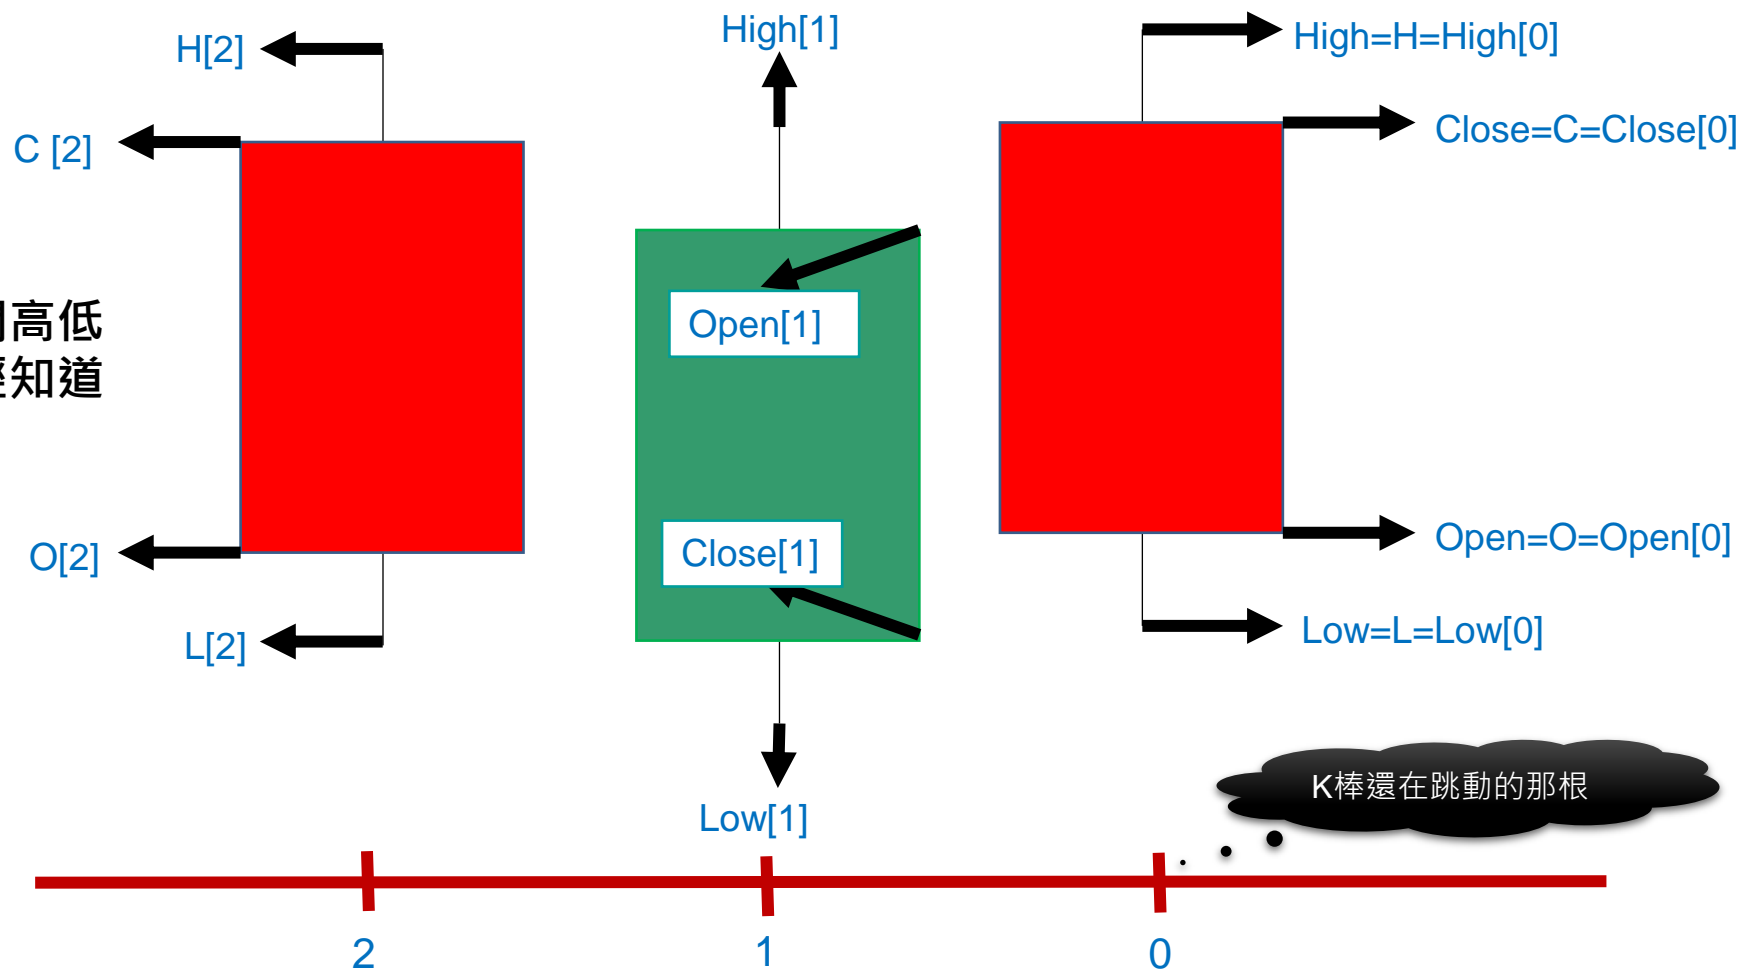 H[2]
High[1]
High=H=High[0]
C [2]
Close=C=Close[0]
高低
Open[1]
知道
O[2]
Close[1]
Open=O=Open[0]
L[2]
Low=L=Low[0]
K棒還在跳動的那根
Low[1]
2
1
0